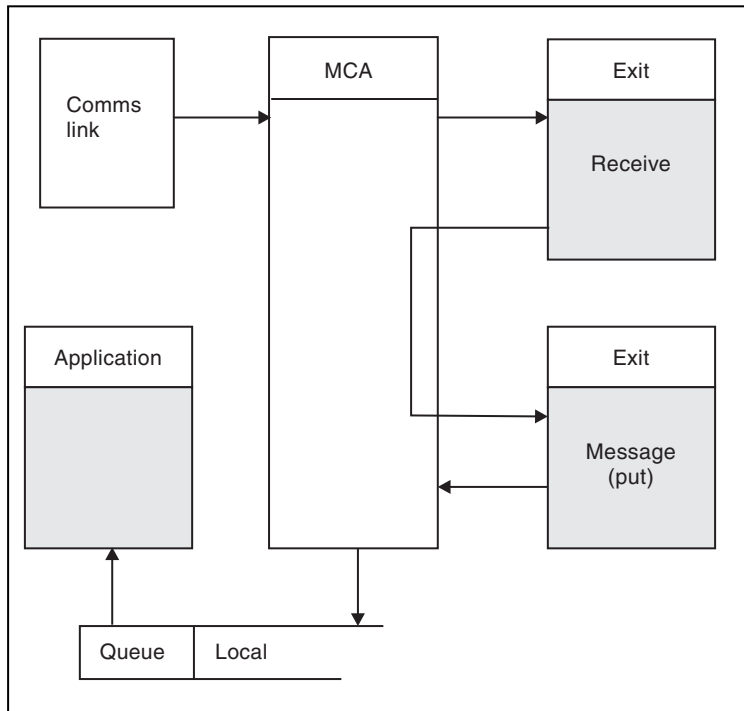 Comms
link
MCA
Exit
Receive
Application
Exit
Message
(put)
Queue
Local